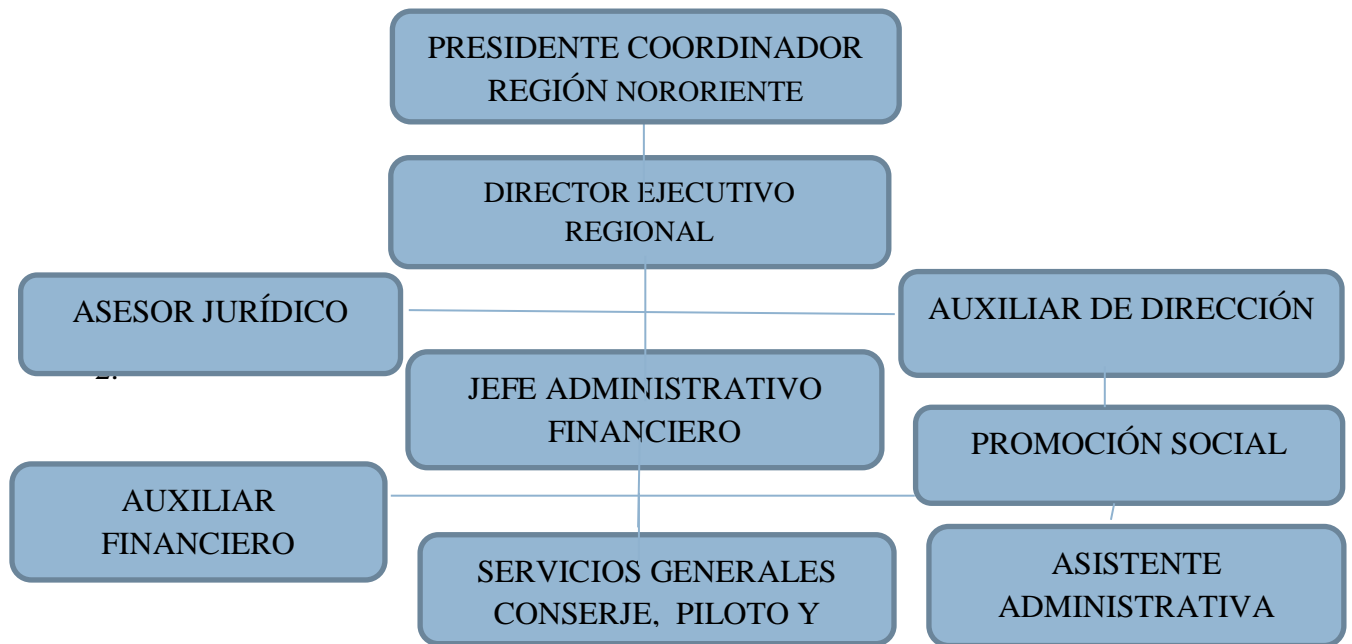 PRESIDENTE COORDINADOR
REGIÓN NORORIENTE
DIRECTOR EJECUTIVO
REGIONAL
ASESOR JURÍDICO
AUXILIAR DE DIRECCIÓN
2.
JEFE ADMINISTRATIVO
FINANCIERO
PROMOCIÓN SOCIAL
AUXILIAR
FINANCIERO
SERVICIOS GENERALES
CONSERJE, PILOTO Y
ASISTENTE
ADMINISTRATIVA